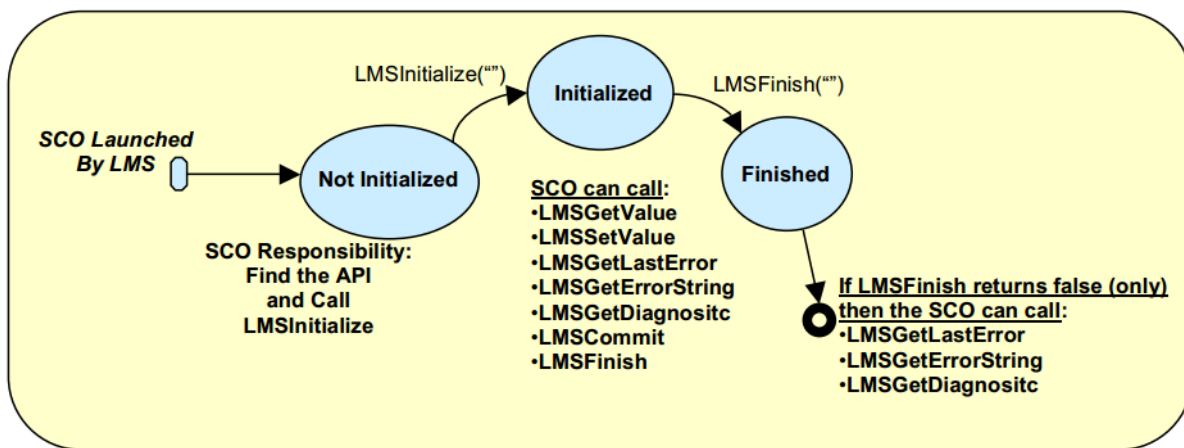 SCO Launched
By LMS
Not Initialized
SCO Responsibility:
Find the API
and Call
LMSInitialize
LMSInitialize(“”)
Initialized
SCO can call:
•LMSGetValue
•LMSSetValue
•LMSGetLastError
•LMSGetErrorString
•LMSGetDiagnositc
•LMSCommit
•LMSFinish
LMSFinish(“”)
Finished
If LMSFinish returns false (only)
then the SCO can call:
•LMSGetLastError
•LMSGetErrorString
•LMSGetDiagnositc